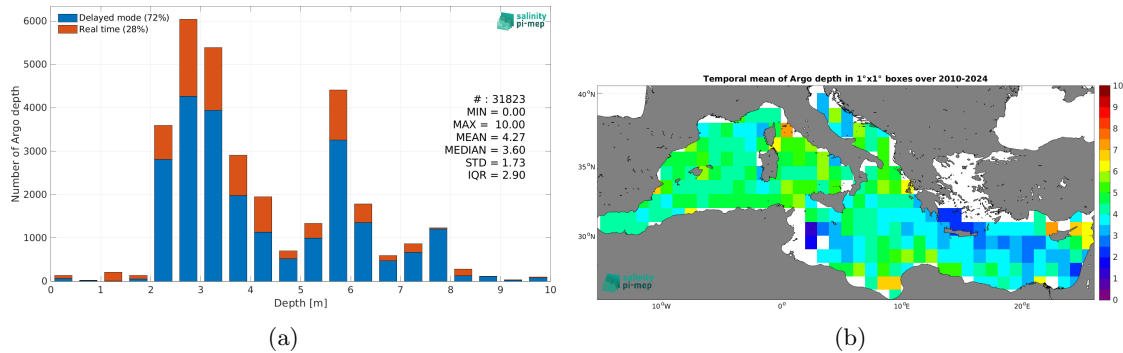 Delayed mode (72%)
Real time (28%)
salinity
pi-mep
6000
5000
4000
3000
2000
1000
0
Number of Argo depth
# : 31823
MIN = 0.00
MAX = 10.00
MEAN = 4.27
MEDIAN = 3.60
STD = 1.73
IQR = 2.90
0 1 2 3 4 5 6 7 8 9 10
Depth [m]
(a)
Temporal mean of Argo depth in 1°x1° boxes over 2010-2024
40°N
35°N
30°N
10°W 0° 10°E 20°E
salinity
pi-mep
10
9
8
7
6
5
4
3
2
1
0
(b)